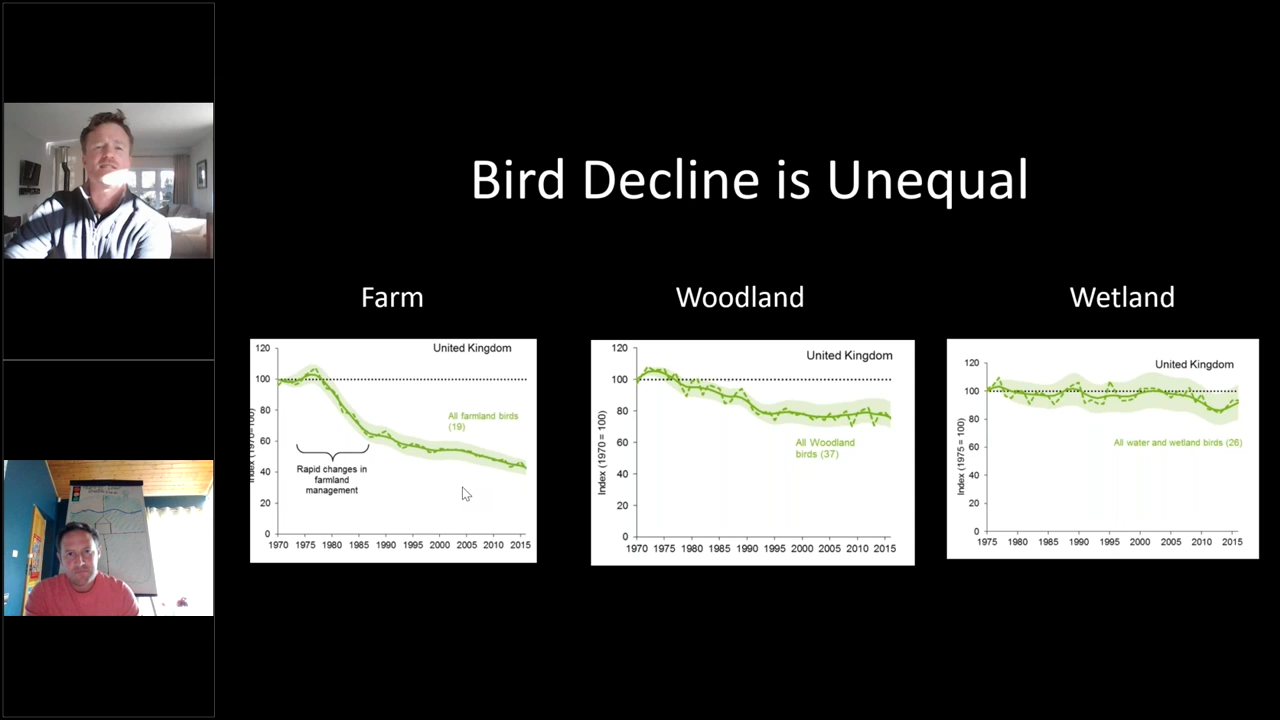 Bird Decline is Unequal
Farm
Woodland
Wetland
United Kingdom
120
100
80
60
40
20
0
All farmland birds
(19)
Rapid changes in
farmland
management
1970 1975 1980 1985 1990 1995 2000 2005 2010 2015
United Kingdom
120
100
80
60
40
20
0
Index (1970 = 100)
All Woodland
birds (37)
1970 1975 1980 1985 1990 1995 2000 2005 2010 2015
United Kingdom
120
100
80
60
40
20
0
Index (1975 = 100)
All water and wetland birds (26)
1975 1980 1985 1990 1995 2000 2005 2010 2015